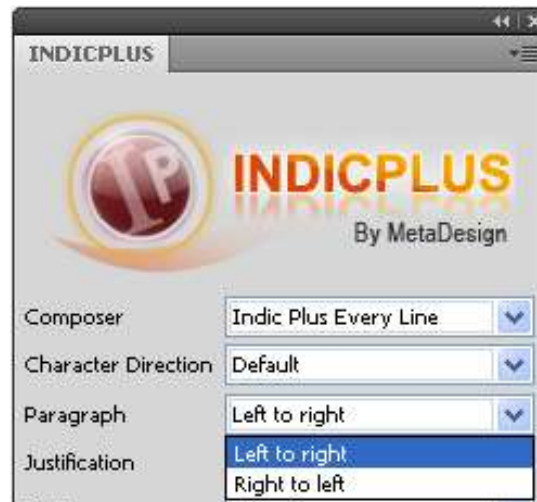 INDICPLUS
IP
INDICPLUS
By MetaDesign
Composer Indic Plus Every Line
Character Direction Default
Paragraph Left to right
Left to right
Justification
Right to left